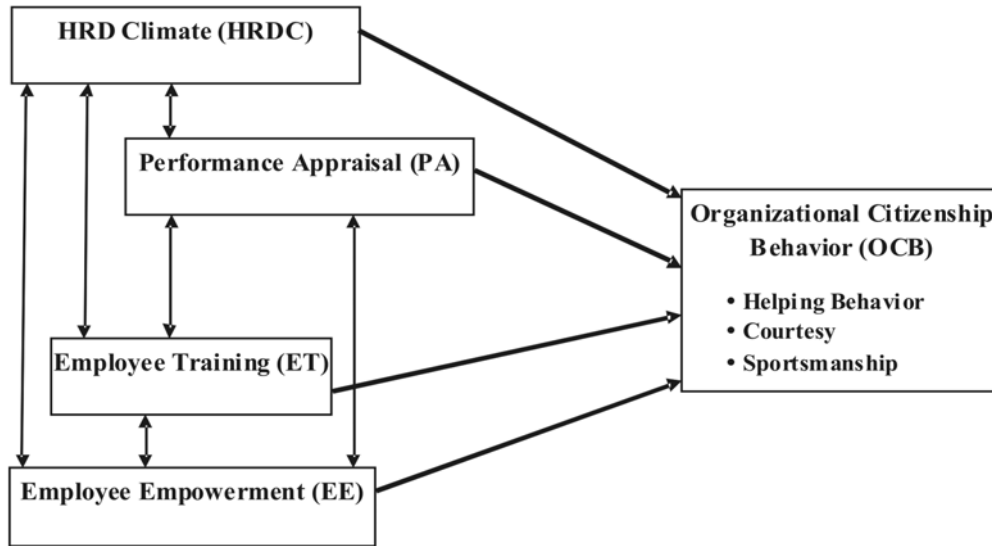 HRD Climate (HRDC)
Performance Appraisal (PA)
Employee Training (ET)
Employee Empowerment (EE)
Organizational Citizenship
Behavior (OCB)
• Helping Behavior
• Courtesy
• Sportsmanship